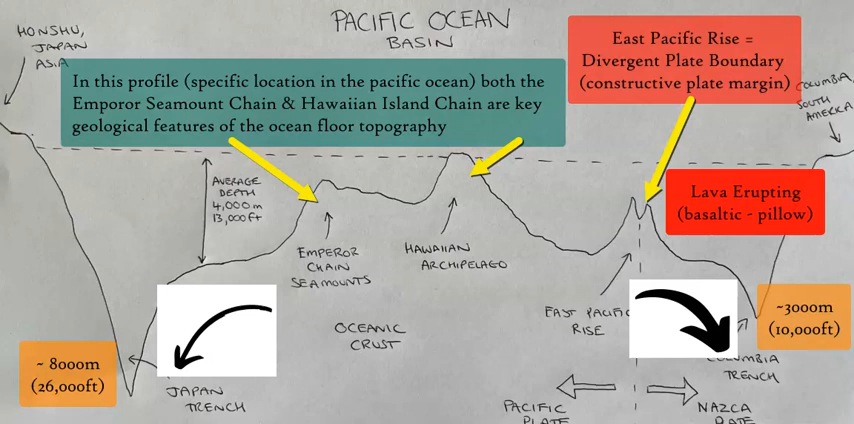 PACIFIC OCEAN
BASIN
HONSHU,
JAPAN
ASIA
In this profile (specific location in the pacific ocean) both the
Emporor Seamount Chain & Hawaiian Island Chain are key
geological features of the ocean floor topography
East Pacific Rise =
Divergent Plate Boundary
(constructive plate margin)
COLUMBIA,
SOUTH
AMERICA
AVERAGE
DEPTH
4,000m
13,000ft
Lava Erupting
(basaltic - pillow)
EMPEROR
CHAIN
SEAMOUNTS
HAWAIIAN
ARCHIPELAGO
EAST PACIFIC
RISE
OCEANIC
CRUST
~3000m
(10,000ft)
~ 8000m
(26,000ft)
JAPAN
TRENCH
COLUMBIA
TRENCH
PACIFIC
PLATE
NAZCA
PLATE